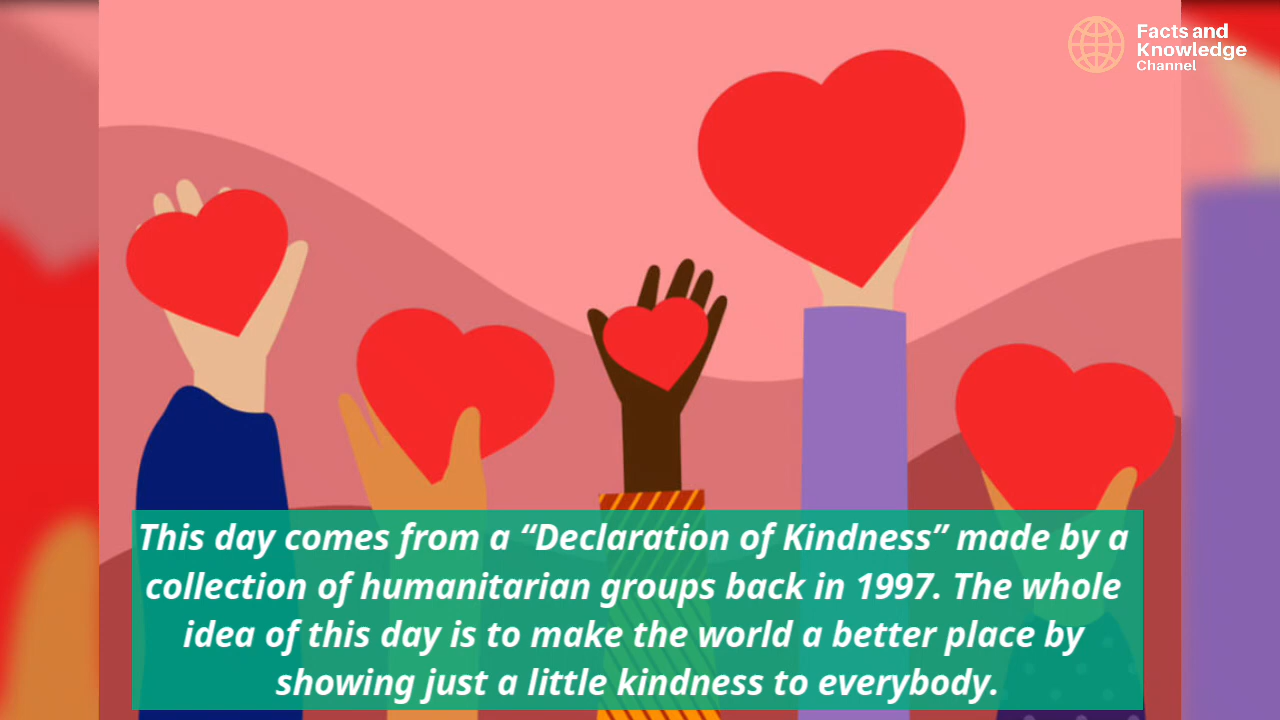 Facts and
Knowledge
Channel
This day comes from a “Declaration of Kindness” made by a
collection of humanitarian groups back in 1997. The whole
idea of this day is to make the world a better place by
showing just a little kindness to everybody.